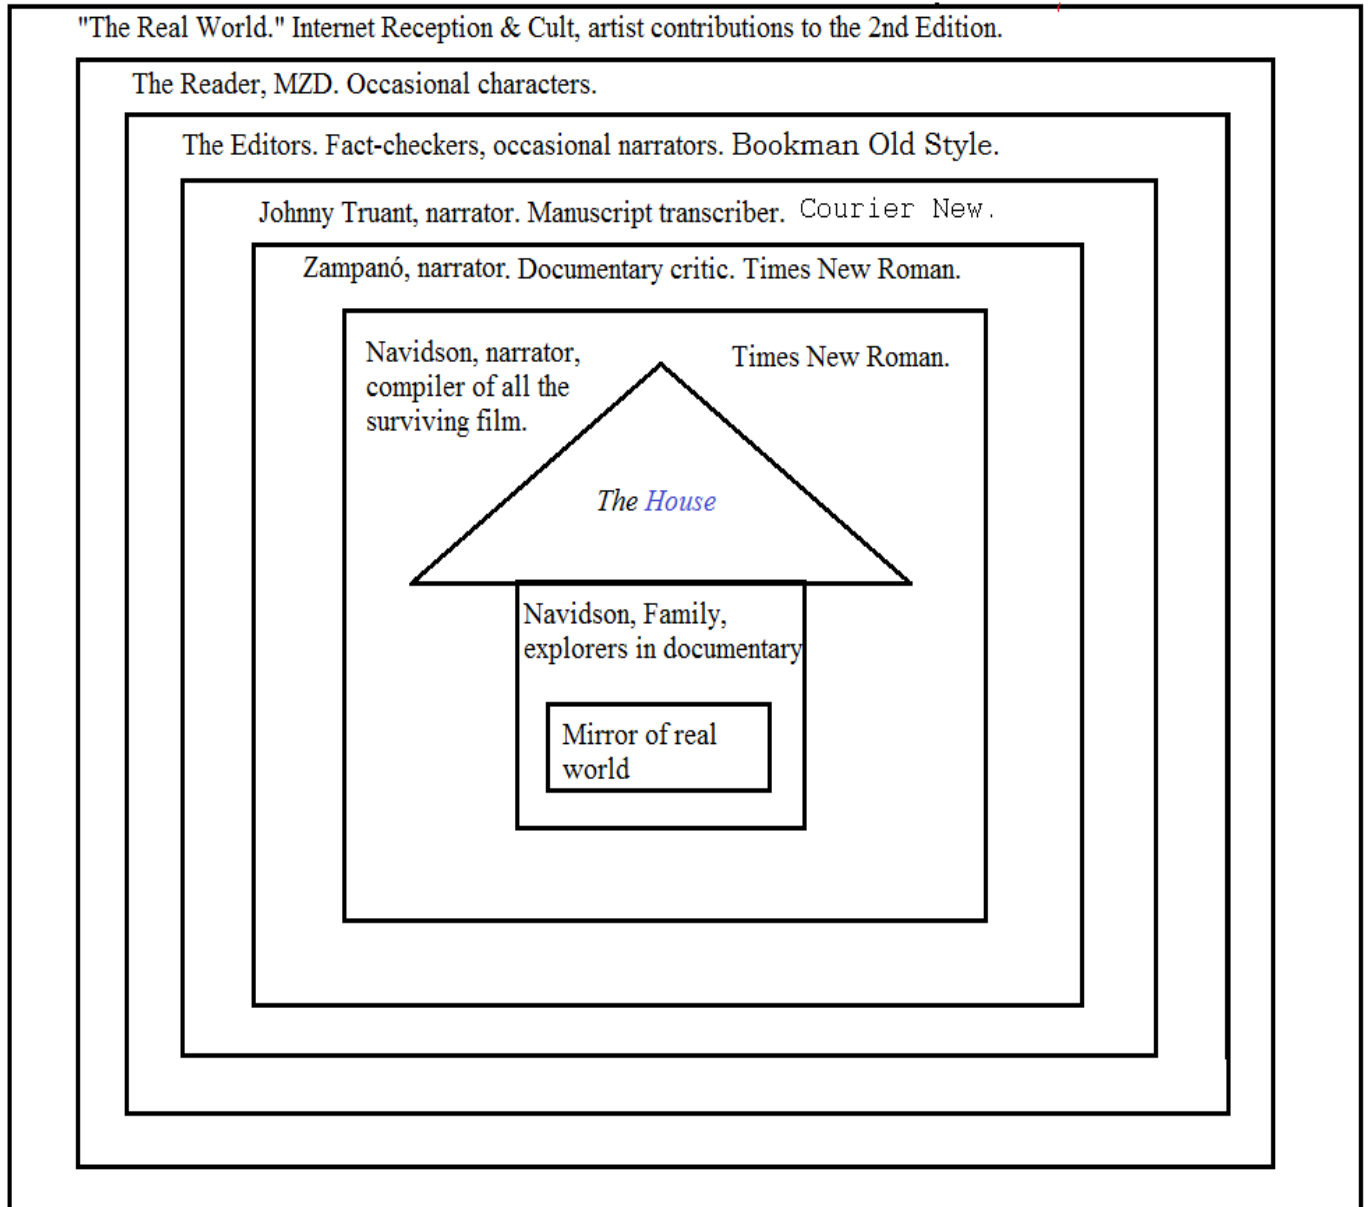 "The Real World." Internet Reception & Cult, artist contributions to the 2nd Edition.
The Reader, MZD. Occasional characters.
The Editors. Fact-checkers, occasional narrators. Bookman Old Style.
Johnny Truant, narrator. Manuscript transcriber. Courier New.
Zampanó, narrator. Documentary critic. Times New Roman.
Navidson, narrator,
compiler of all the
surviving film.
Times New Roman.
The House
Navidson, Family,
explorers in documentary
Mirror of real
world